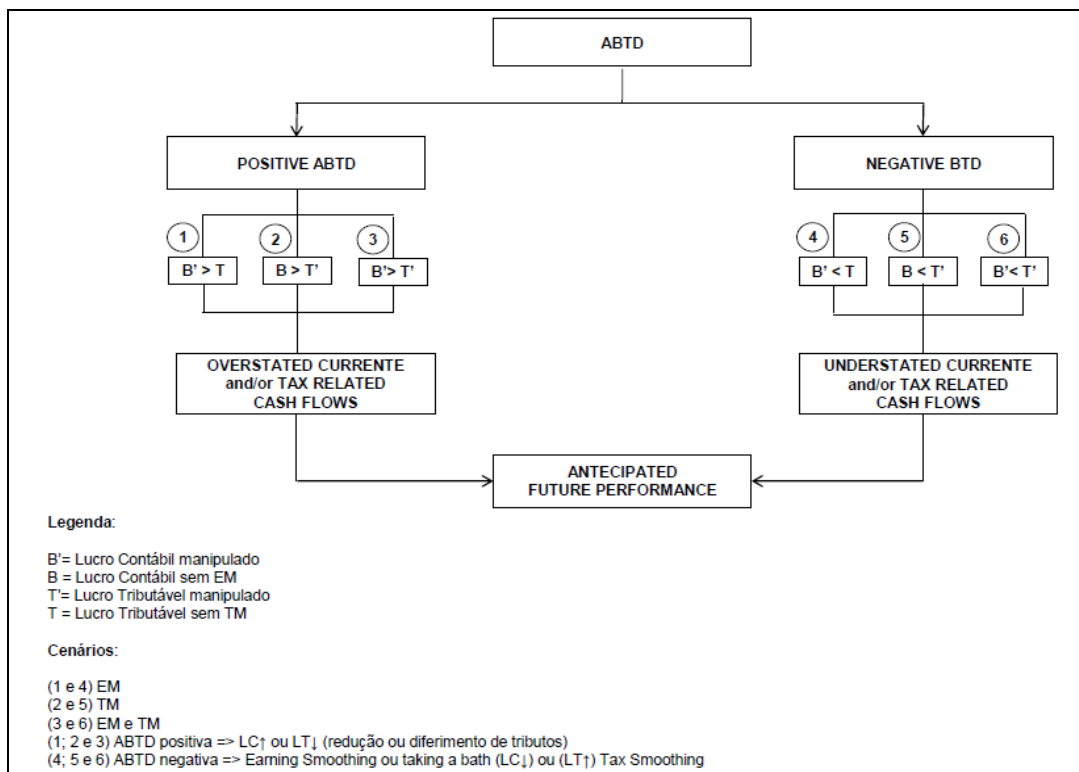 ABTD
POSITIVE ABTD
NEGATIVE BTD
1
2
3
4
5
6
B' > T
B > T'
B'> T'
B' < T
B < T'
B'< T'
OVERSTATED CURRENTE
and/or TAX RELATED
CASH FLOWS
UNDERSTATED CURRENTE
and/or TAX RELATED
CASH FLOWS
ANTECIPATED
FUTURE PERFORMANCE
Legenda:
B'= Lucro Contábil manipulado
B = Lucro Contábil sem EM
T'= Lucro Tributável manipulado
T = Lucro Tributável sem TM
Cenários:
(1 e 4) EM
(2 e 5) TM
(3 e 6) EM e TM
(1; 2 e 3) ABTD positiva => LC↑ ou LT↓ (redução ou diferimento de tributos)
(4; 5 e 6) ABTD negativa => Earning Smoothing ou taking a bath (LC↓) ou (LT↑) Tax Smoothing